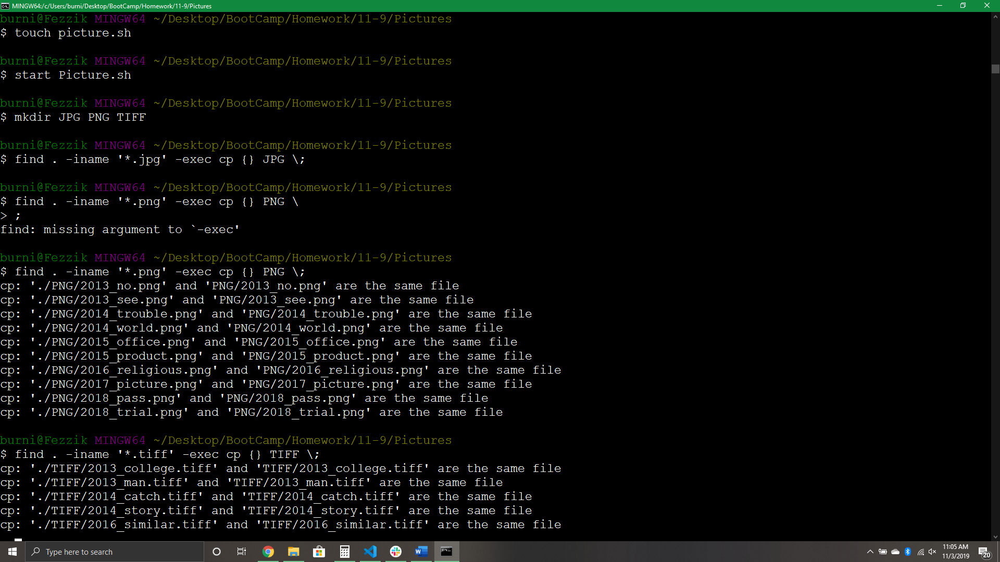 MINGW64:/c/Users/burni/Desktop/BootCamp/Homework/11-9/Pictures
burni@Fezzik MINGW64 ~/Desktop/BootCamp/Homework/11-9/Pictures
$ touch picture.sh
burni@Fezzik MINGW64 ~/Desktop/BootCamp/Homework/11-9/Pictures
$ start Picture.sh
burni@Fezzik MINGW64 ~/Desktop/BootCamp/Homework/11-9/Pictures
$ mkdir JPG PNG TIFF
burni@Fezzik MINGW64 ~/Desktop/BootCamp/Homework/11-9/Pictures
$ find . -iname '*.jpg' -exec cp {} JPG \;
burni@Fezzik MINGW64 ~/Desktop/BootCamp/Homework/11-9/Pictures
$ find . -iname '*.png' -exec cp {} PNG \
> ;
find: missing argument to `-exec'
burni@Fezzik MINGW64 ~/Desktop/BootCamp/Homework/11-9/Pictures
$ find . -iname '*.png' -exec cp {} PNG \;
cp: './PNG/2013_no.png' and 'PNG/2013_no.png' are the same file
cp: './PNG/2013_see.png' and 'PNG/2013_see.png' are the same file
cp: './PNG/2014_trouble.png' and 'PNG/2014_trouble.png' are the same file
cp: './PNG/2014_world.png' and 'PNG/2014_world.png' are the same file
cp: './PNG/2015_office.png' and 'PNG/2015_office.png' are the same file
cp: './PNG/2015_product.png' and 'PNG/2015_product.png' are the same file
cp: './PNG/2016_religious.png' and 'PNG/2016_religious.png' are the same file
cp: './PNG/2017_picture.png' and 'PNG/2017_picture.png' are the same file
cp: './PNG/2018_pass.png' and 'PNG/2018_pass.png' are the same file
cp: './PNG/2018_trial.png' and 'PNG/2018_trial.png' are the same file
burni@Fezzik MINGW64 ~/Desktop/BootCamp/Homework/11-9/Pictures
$ find . -iname '*.tiff' -exec cp {} TIFF \;
cp: './TIFF/2013_college.tiff' and 'TIFF/2013_college.tiff' are the same file
cp: './TIFF/2013_man.tiff' and 'TIFF/2013_man.tiff' are the same file
cp: './TIFF/2014_catch.tiff' and 'TIFF/2014_catch.tiff' are the same file
cp: './TIFF/2014_story.tiff' and 'TIFF/2014_story.tiff' are the same file
cp: './TIFF/2016_similar.tiff' and 'TIFF/2016_similar.tiff' are the same file
Type here to search
11:05 AM
11/3/2019
20